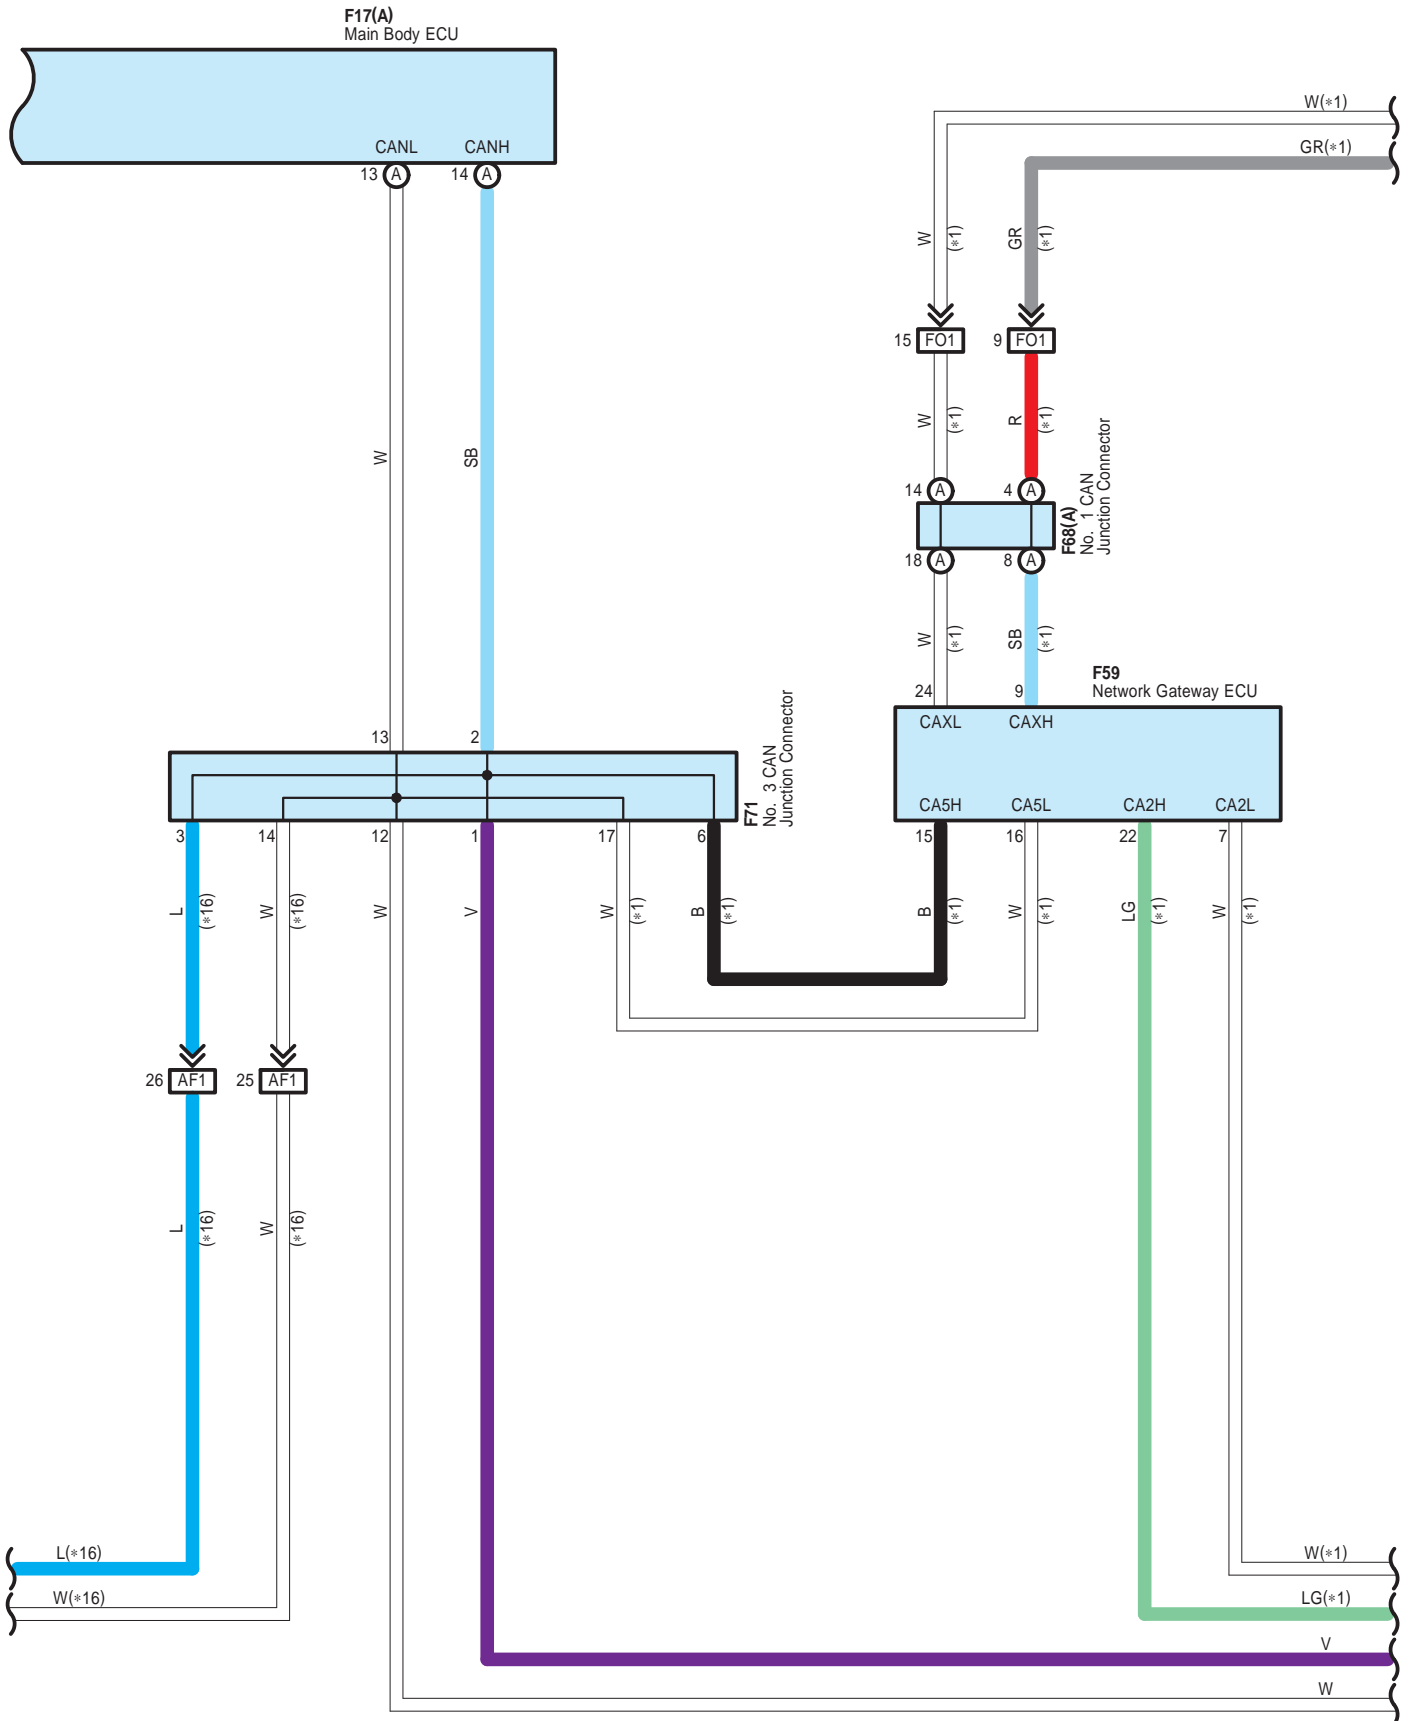 F17(A)
Main Body ECU
CANL CANH
13 A 14 A
W(*1)
GR(*1)
W (*1) GR (*1)
15 FO1 9 FO1
W (*1) R (*1)
W SB
14 A 4 A
F68(A)
No. 1 CAN
Junction Connector
18 A 8 A
W (*1) SB (*1)
F59
Network Gateway ECU
24 9
CAXL CAXH
13 2
F71
No. 3 CAN
Junction Connector
CA5H CA5L CA2H CA2L
3 14 12 1 17 6 15 16 22 7
L (*16) W (*16) W V W (*1) B (*1) B (*1) W (*1) LG (*1) W (*1)
26 AF1 25 AF1
L (*16) W (*16)
L(*16) W(*1)
W(*16) LG(*1)
V
W